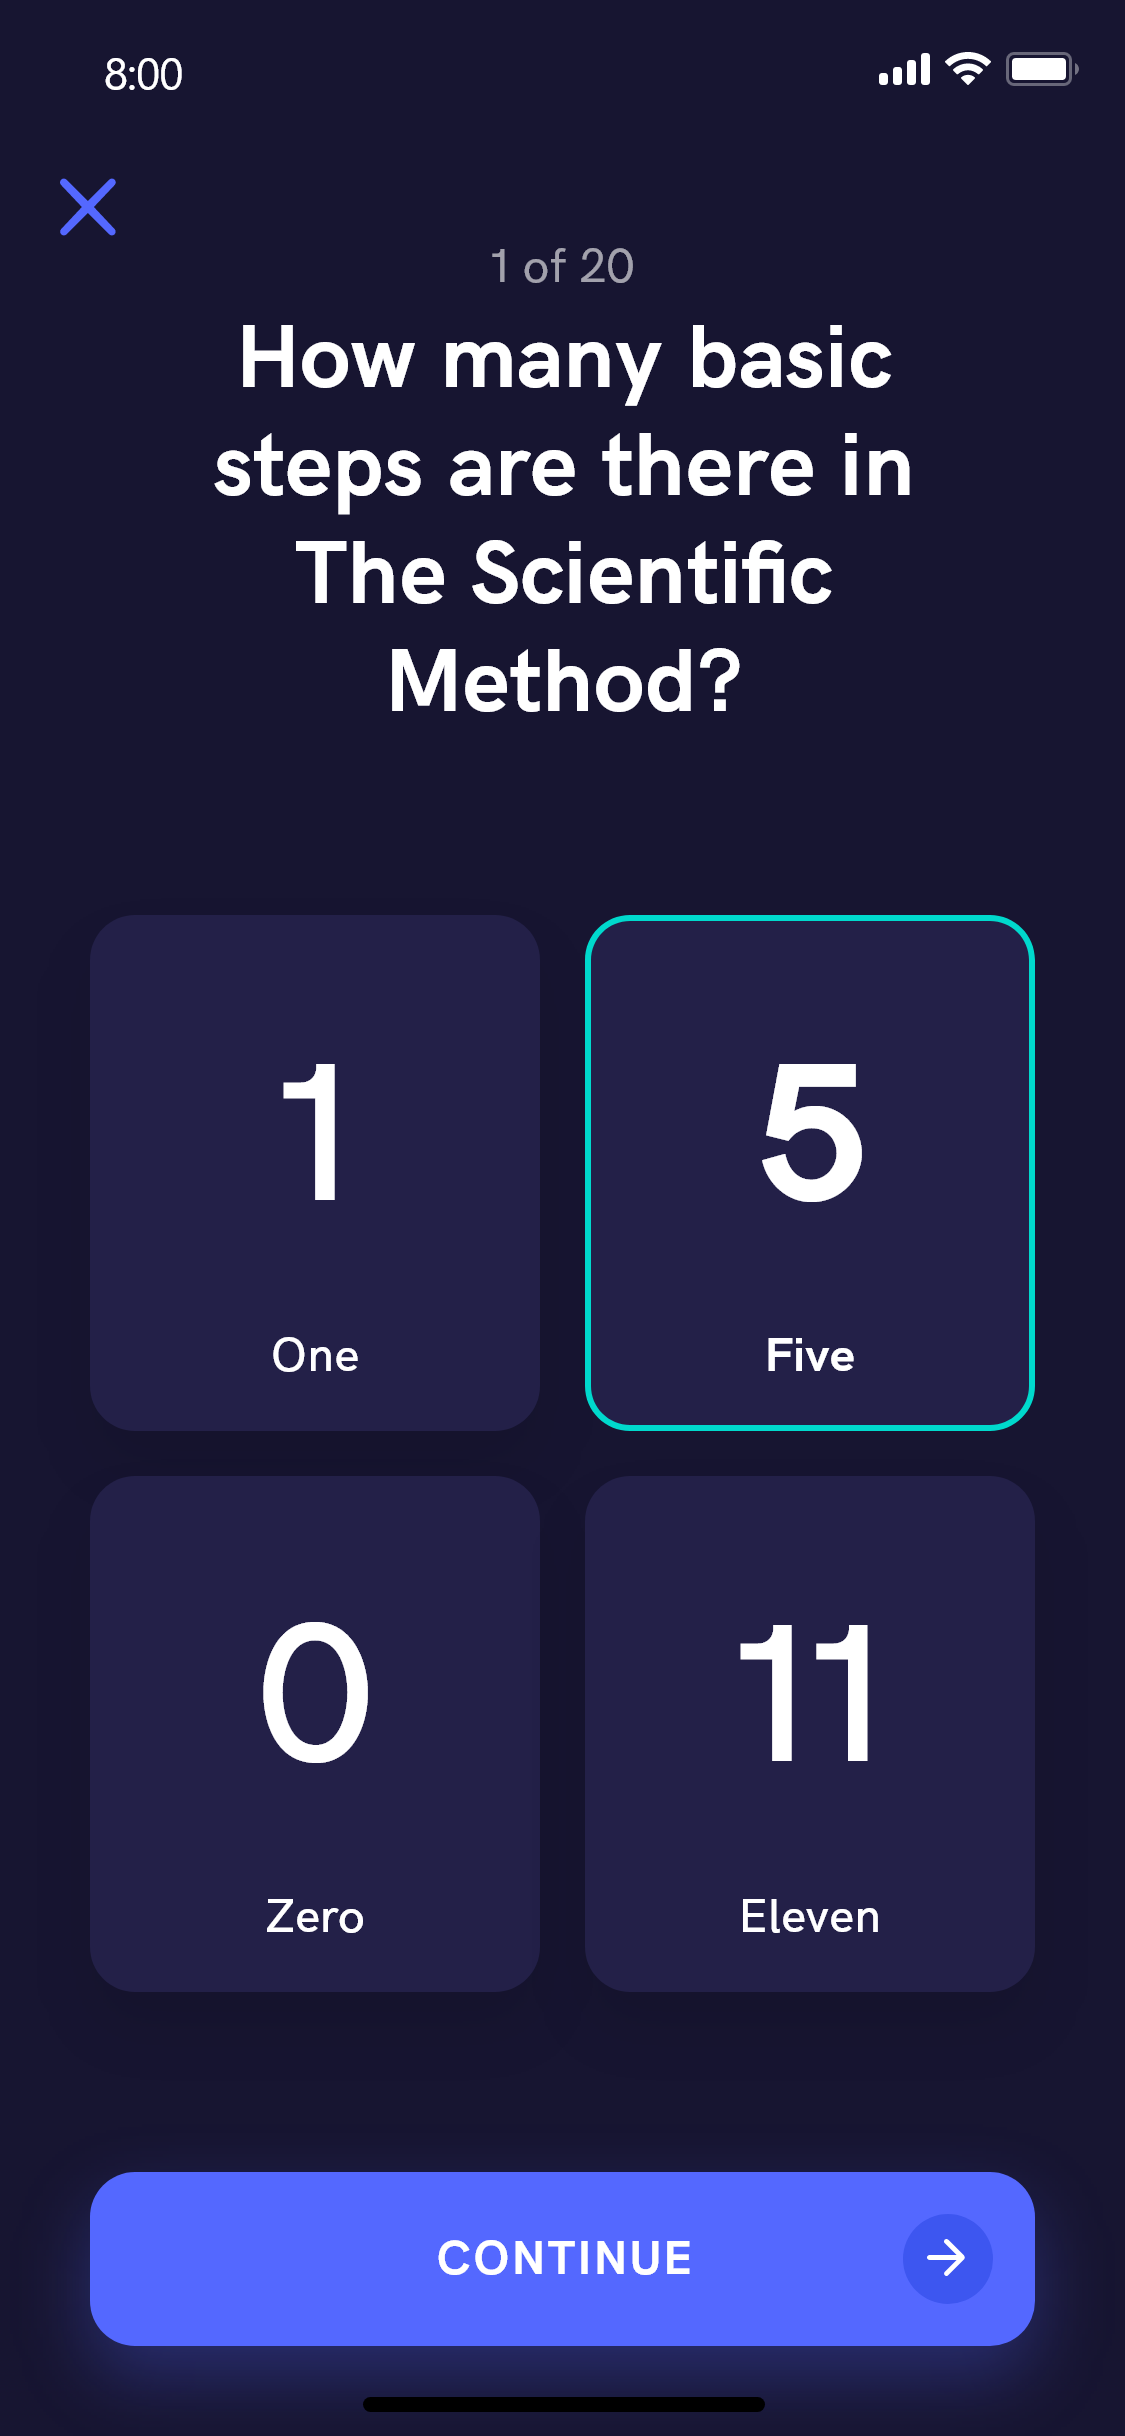 8:00
1 of 20
How many basic
steps are there in
The Scientific
Method?
1
One
5
Five
0
Zero
11
Eleven
CONTINUE